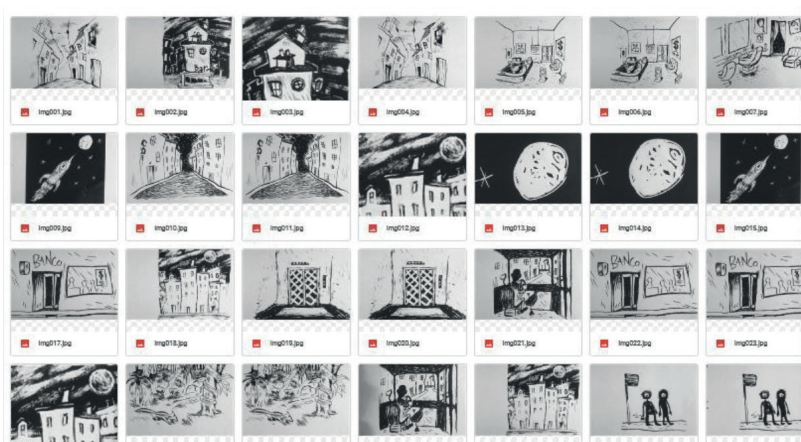 Img001.jpg
Img002.jpg
Img003.jpg
Img004.jpg
Img005.jpg
Img006.jpg
Img007.jpg
Img009.jpg
Img010.jpg
Img011.jpg
Img012.jpg
Img013.jpg
Img014.jpg
Img015.jpg
BANCO
$
BANCO
$
BANCO
$
Img017.jpg
Img018.jpg
Img019.jpg
Img020.jpg
Img021.jpg
Img022.jpg
Img023.jpg